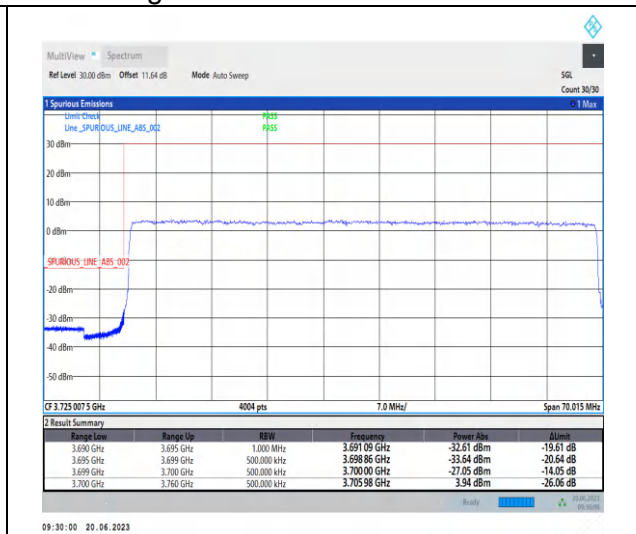 MultiView Spectrum
Ref Level 30.00 dBm Offset 11.64 dB Mode Auto Sweep SGL
Count 30/30
1 Spurious Emissions 1 Max
Limit Check PASS
Line _SPURIOUS_LINE_ABS_002 PASS
30 dBm
20 dBm
10 dBm
0 dBm
_SPURIOUS_LINE_ABS_002
-20 dBm
-30 dBm
-40 dBm
-50 dBm
CF 3.725 007 5 GHz 4004 pts 7.0 MHz/ Span 70.015 MHz
2 Result Summary
Range Low Range Up RBW Frequency Power Abs ΔLimit
3.690 GHz 3.695 GHz 1.000 MHz 3.691 09 GHz -32.61 dBm -19.61 dB
3.695 GHz 3.699 GHz 500.000 kHz 3.698 86 GHz -33.64 dBm -20.64 dB
3.699 GHz 3.700 GHz 500.000 kHz 3.700 00 GHz -27.05 dBm -14.05 dB
3.700 GHz 3.760 GHz 500.000 kHz 3.705 98 GHz 3.94 dBm -26.06 dB
Ready 20.06.2023
09:30:00 20.06.2023